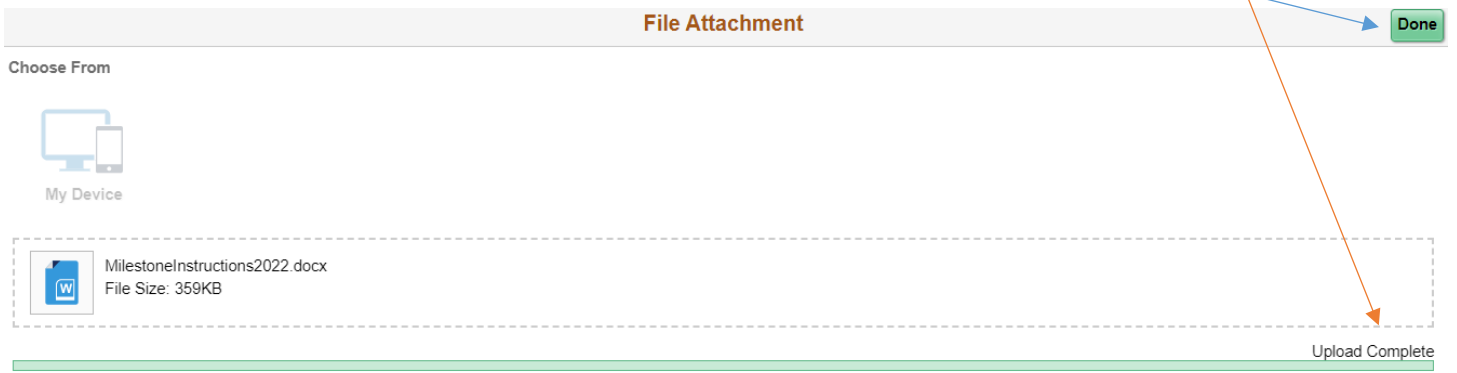 File Attachment
Done
Choose From
My Device
W
MilestoneInstructions2022.docx
File Size: 359KB
Upload Complete